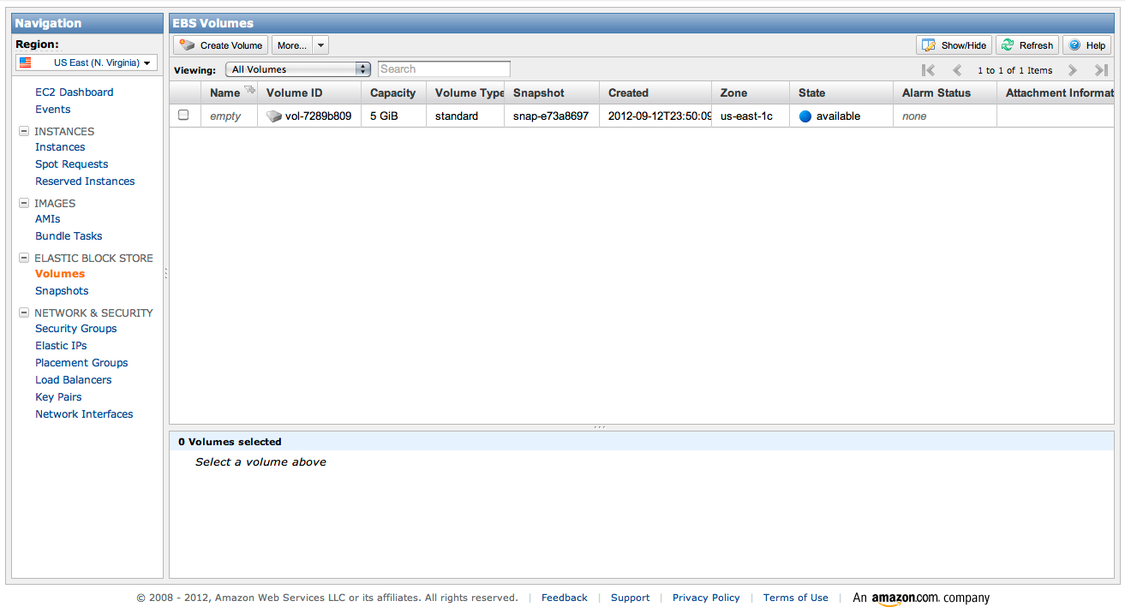 Navigation
Region:
US East (N. Virginia)
EC2 Dashboard
Events
INSTANCES
Instances
Spot Requests
Reserved Instances
IMAGES
AMIs
Bundle Tasks
ELASTIC BLOCK STORE
Volumes
Snapshots
NETWORK & SECURITY
Security Groups
Elastic IPs
Placement Groups
Load Balancers
Key Pairs
Network Interfaces
EBS Volumes
Create Volume More... Show/Hide Refresh Help
Viewing: All Volumes Search 1 to 1 of 1 Items
Name Volume ID Capacity Volume Type Snapshot Created Zone State Alarm Status Attachment Informat
empty vol-7289b809 5 GiB standard snap-e73a8697 2012-09-12T23:50:09 us-east-1c available none
0 Volumes selected
Select a volume above
© 2008 - 2012, Amazon Web Services LLC or its affiliates. All rights reserved. | Feedback | Support | Privacy Policy | Terms of Use | An amazon.com company